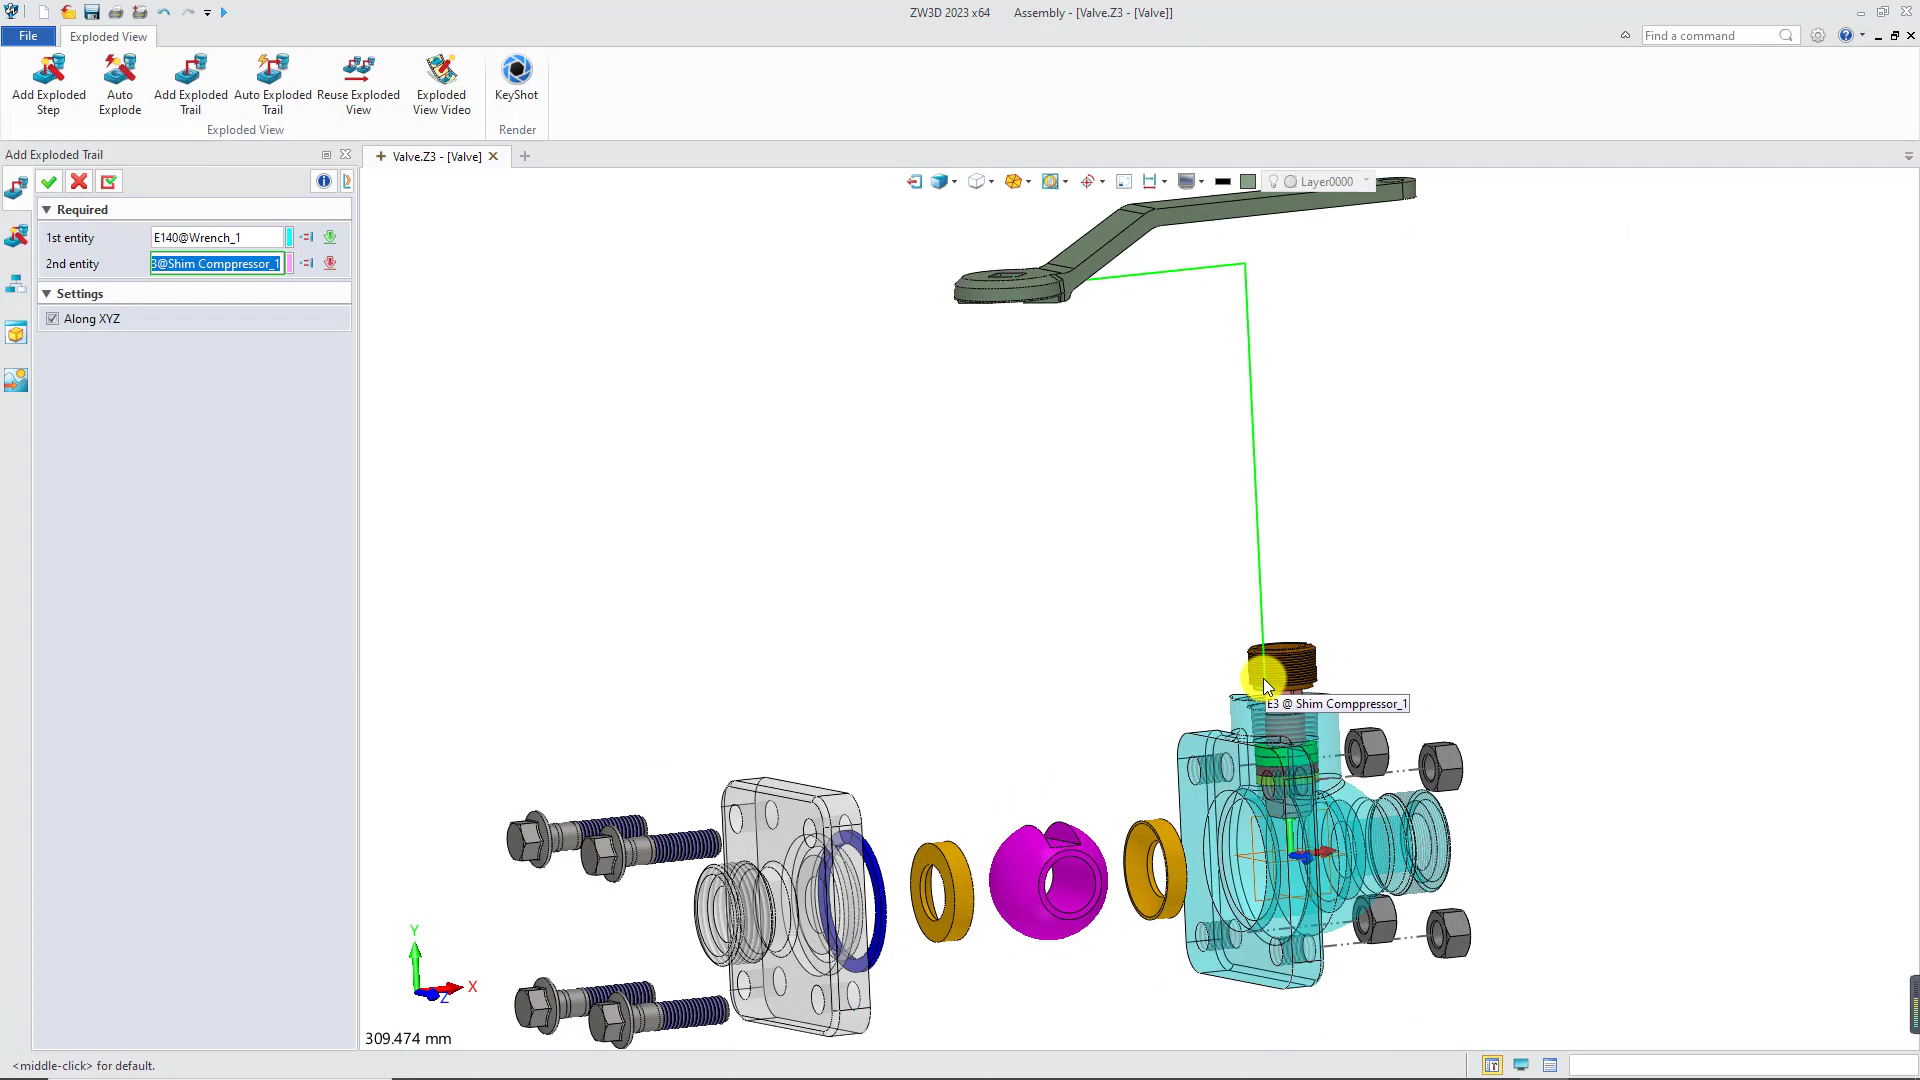 ZW3D 2023 x64    Assembly - [Valve.Z3 - [Valve]]
File
Exploded View
Find a command
Add Exploded Step
Auto Explode
Add Exploded Trail
Auto Exploded Trail
Reuse Exploded View
Exploded View Video
KeyShot
Exploded View
Render
Add Exploded Trail
Valve.Z3 - [Valve]
Layer0000
Required
1st entity
E140@Wrench_1
2nd entity
3@Shim Comppressor_1
Settings
Along XYZ
E3 @ Shim Comppressor_1
Y
X
Z
309.474 mm
<middle-click> for default.